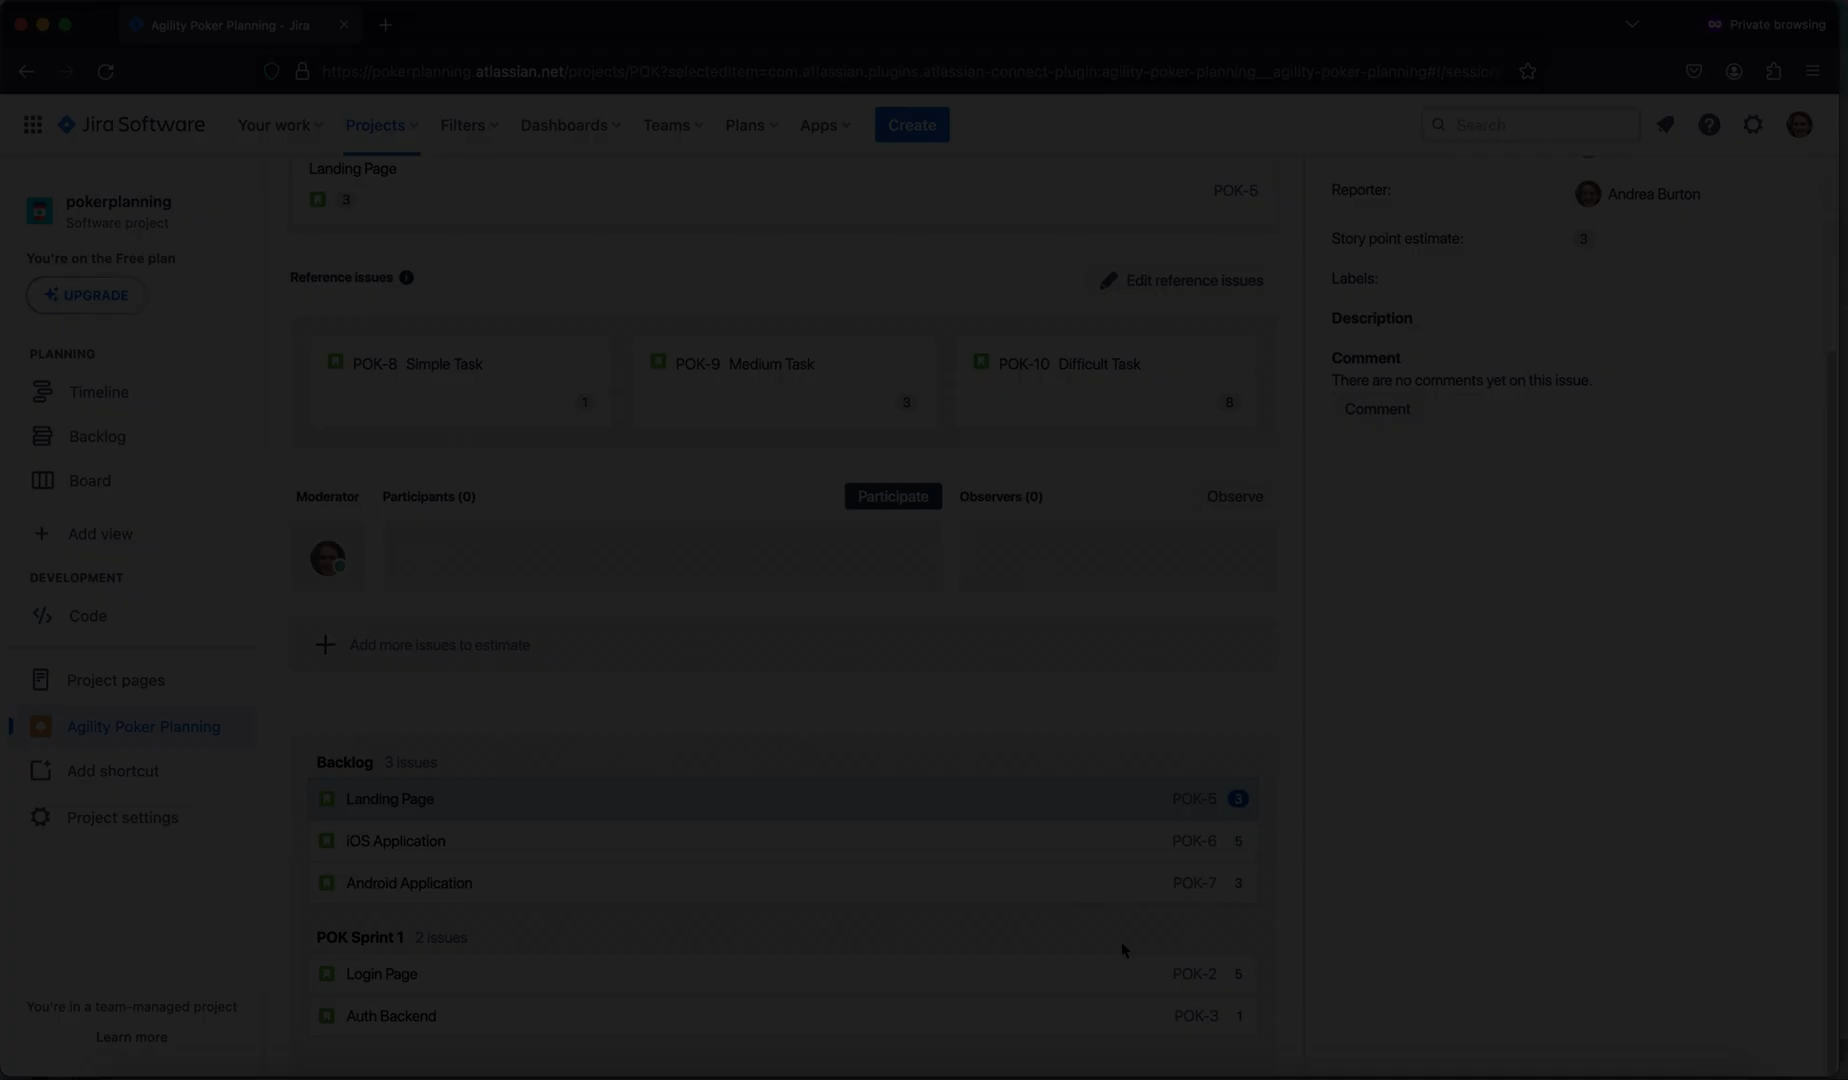 Agility Poker Planning - Jira
Private browsing
https://pokerplanning.atlassian.net/projects/POK?selectedItem=com.atlassian.plugins.atlassian-connect-plugin:agility-poker-planning__agility-poker-planning#!/session
Jira Software
Your work
Projects
Filters
Dashboards
Teams
Plans
Apps
Create
Search
pokerplanning
Software project
You're on the Free plan
UPGRADE
PLANNING
Timeline
Backlog
Board
Add view
DEVELOPMENT
Code
Project pages
Agility Poker Planning
Add shortcut
Project settings
You're in a team-managed project
Learn more
Landing Page
3
POK-5
Reference issues
Edit reference issues
POK-8 Simple Task
1
POK-9 Medium Task
3
POK-10 Difficult Task
8
Moderator
Participants (0)
Participate
Observers (0)
Observe
Add more issues to estimate
Backlog 3 issues
Landing Page POK-5 3
iOS Application POK-6 5
Android Application POK-7 3
POK Sprint 1 2 issues
Login Page POK-2 5
Auth Backend POK-3 1
Reporter: Andrea Burton
Story point estimate: 3
Labels:
Description
Comment
There are no comments yet on this issue.
Comment